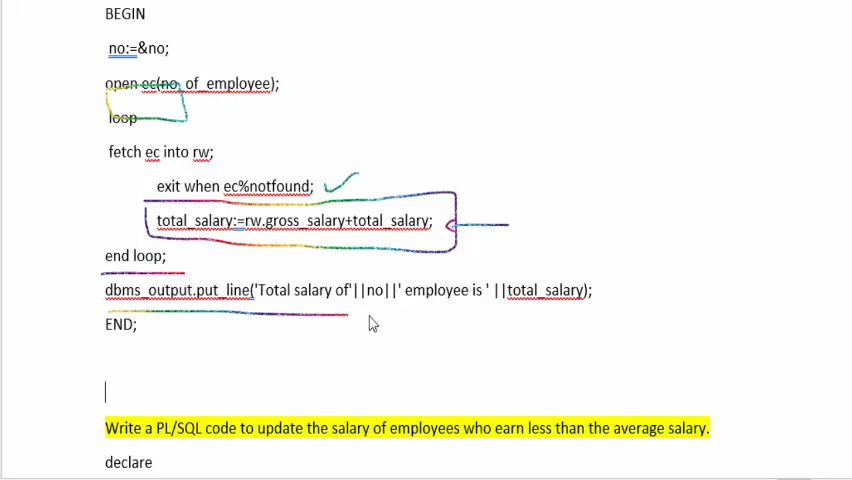 BEGIN
no:=&no;
open ec(no_of_employee);
loop
fetch ec into rw;
exit when ec%notfound;
total_salary:=rw.gross_salary+total_salary;
end loop;
dbms_output.put_line('Total salary of'||no||' employee is ' ||total_salary);
END;
Write a PL/SQL code to update the salary of employees who earn less than the average salary.
declare